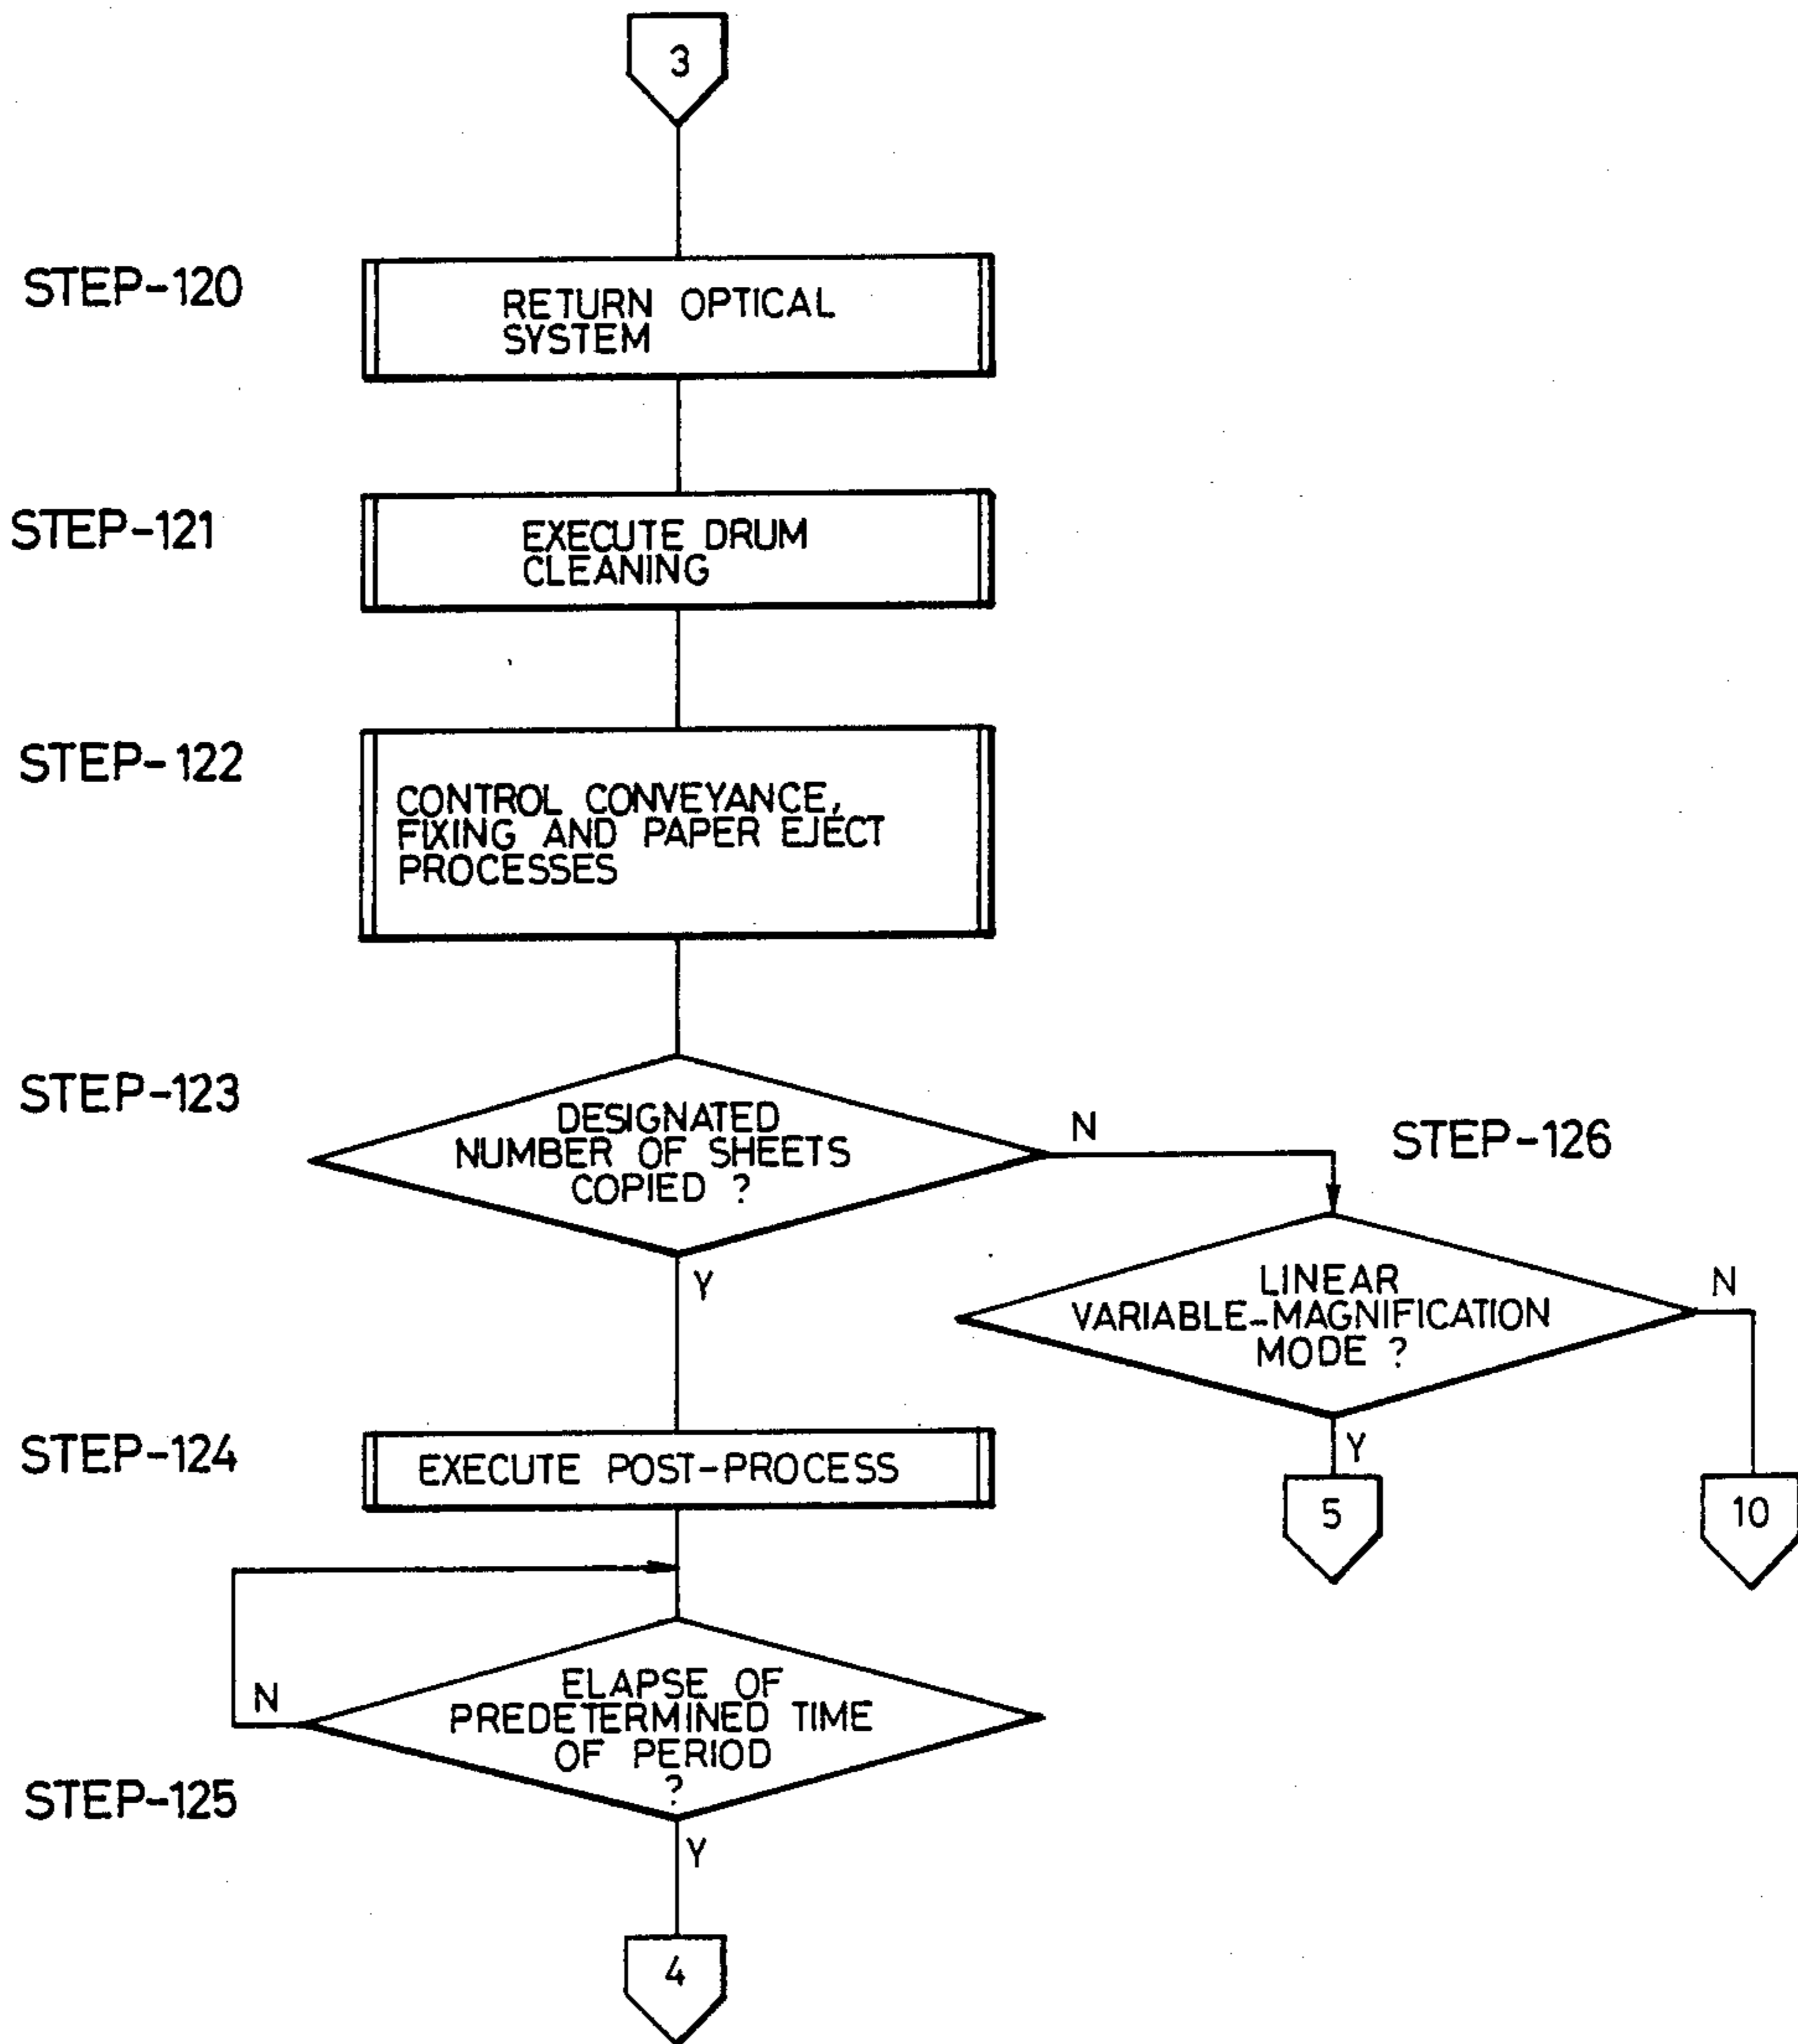 3
STEP-120
RETURN OPTICAL
SYSTEM
STEP-121
EXECUTE DRUM
CLEANING
STEP-122
CONTROL CONVEYANCE,
FIXING AND PAPER EJECT
PROCESSES
STEP-123
DESIGNATED
NUMBER OF SHEETS
COPIED ?
N
Y
STEP-126
LINEAR
VARIABLE-MAGNIFICATION
MODE ?
N
Y
5
10
STEP-124
EXECUTE POST-PROCESS
STEP-125
ELAPSE OF
PREDETERMINED TIME
OF PERIOD
?
N
Y
4